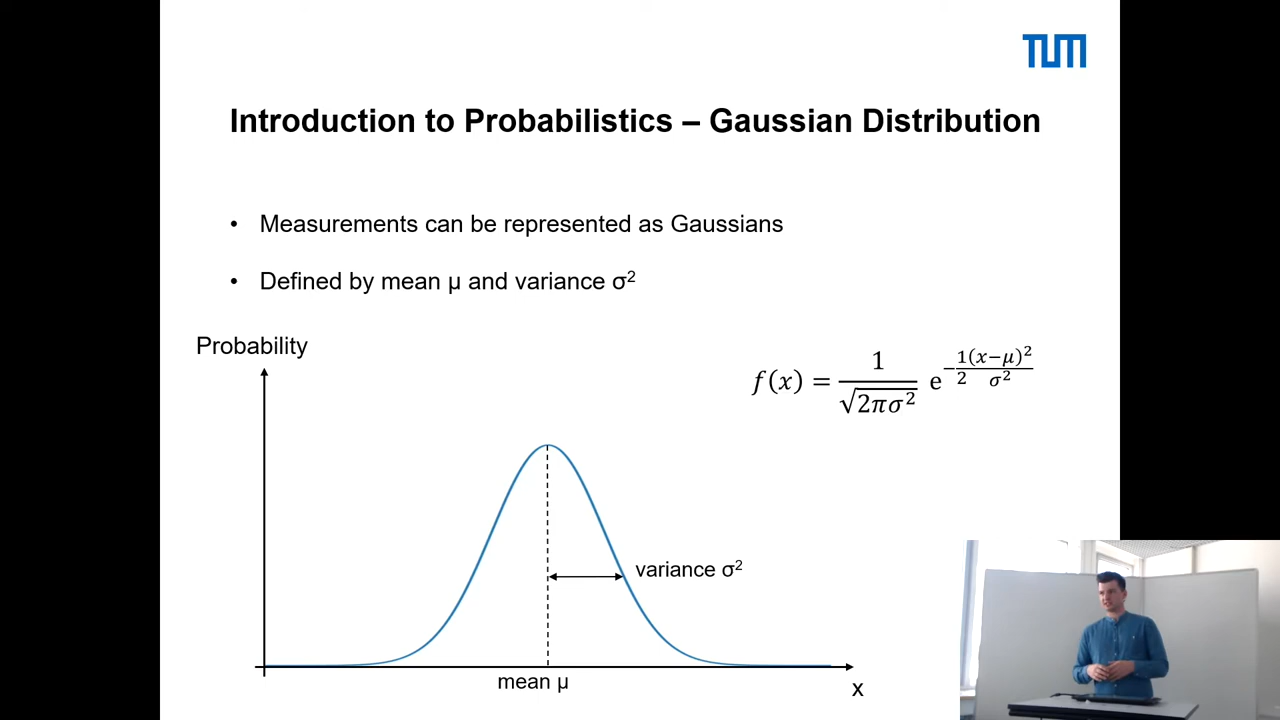 TUM
Introduction to Probabilistics – Gaussian Distribution
• Measurements can be represented as Gaussians
• Defined by mean μ and variance σ²
Probability
f(x) = 1/√(2πσ²) e^(-1/2 (x−μ)²/σ²)
variance σ²
mean μ
x